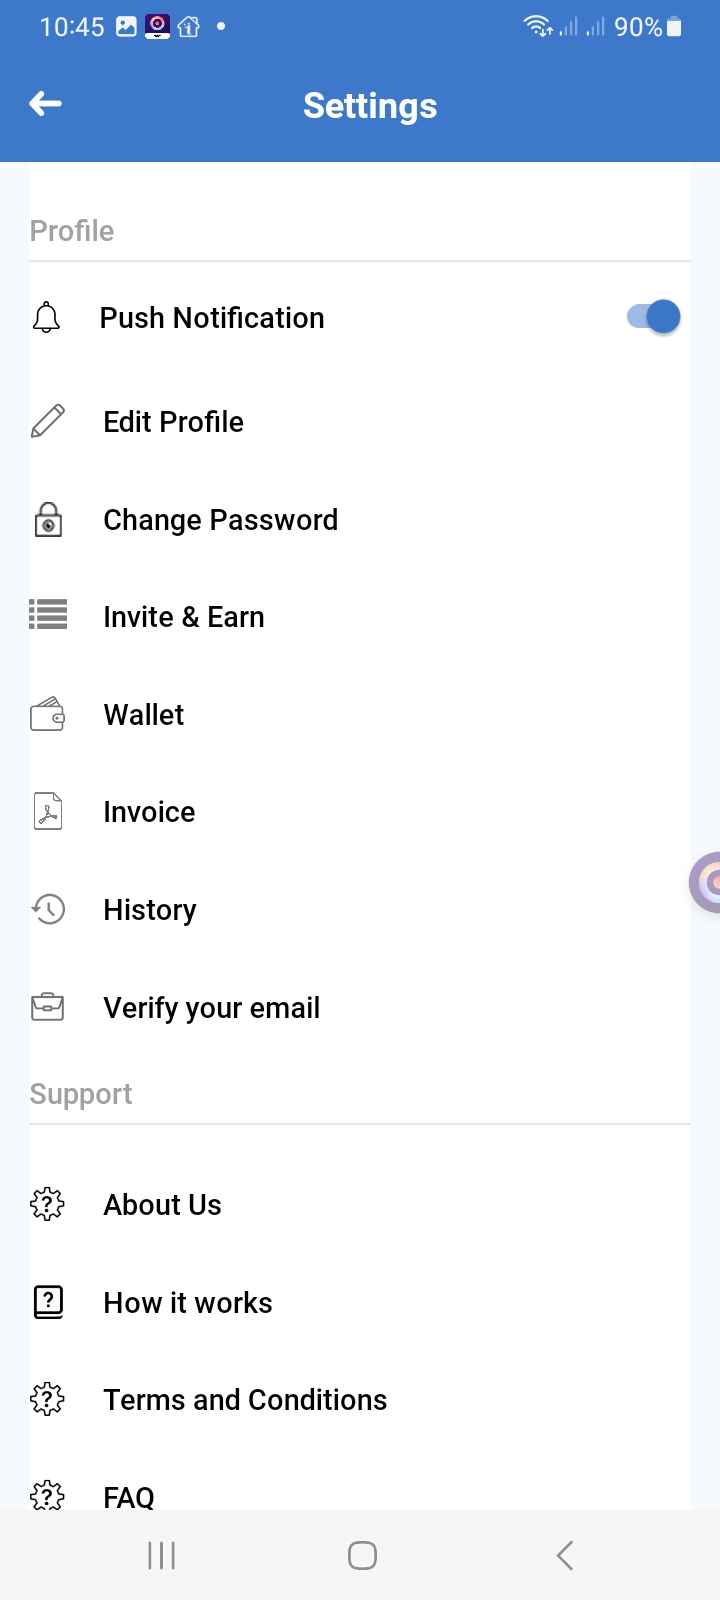 10:45 90%
Settings
Profile
Push Notification
Edit Profile
Change Password
Invite & Earn
Wallet
Invoice
History
Verify your email
Support
About Us
How it works
Terms and Conditions
FAQ